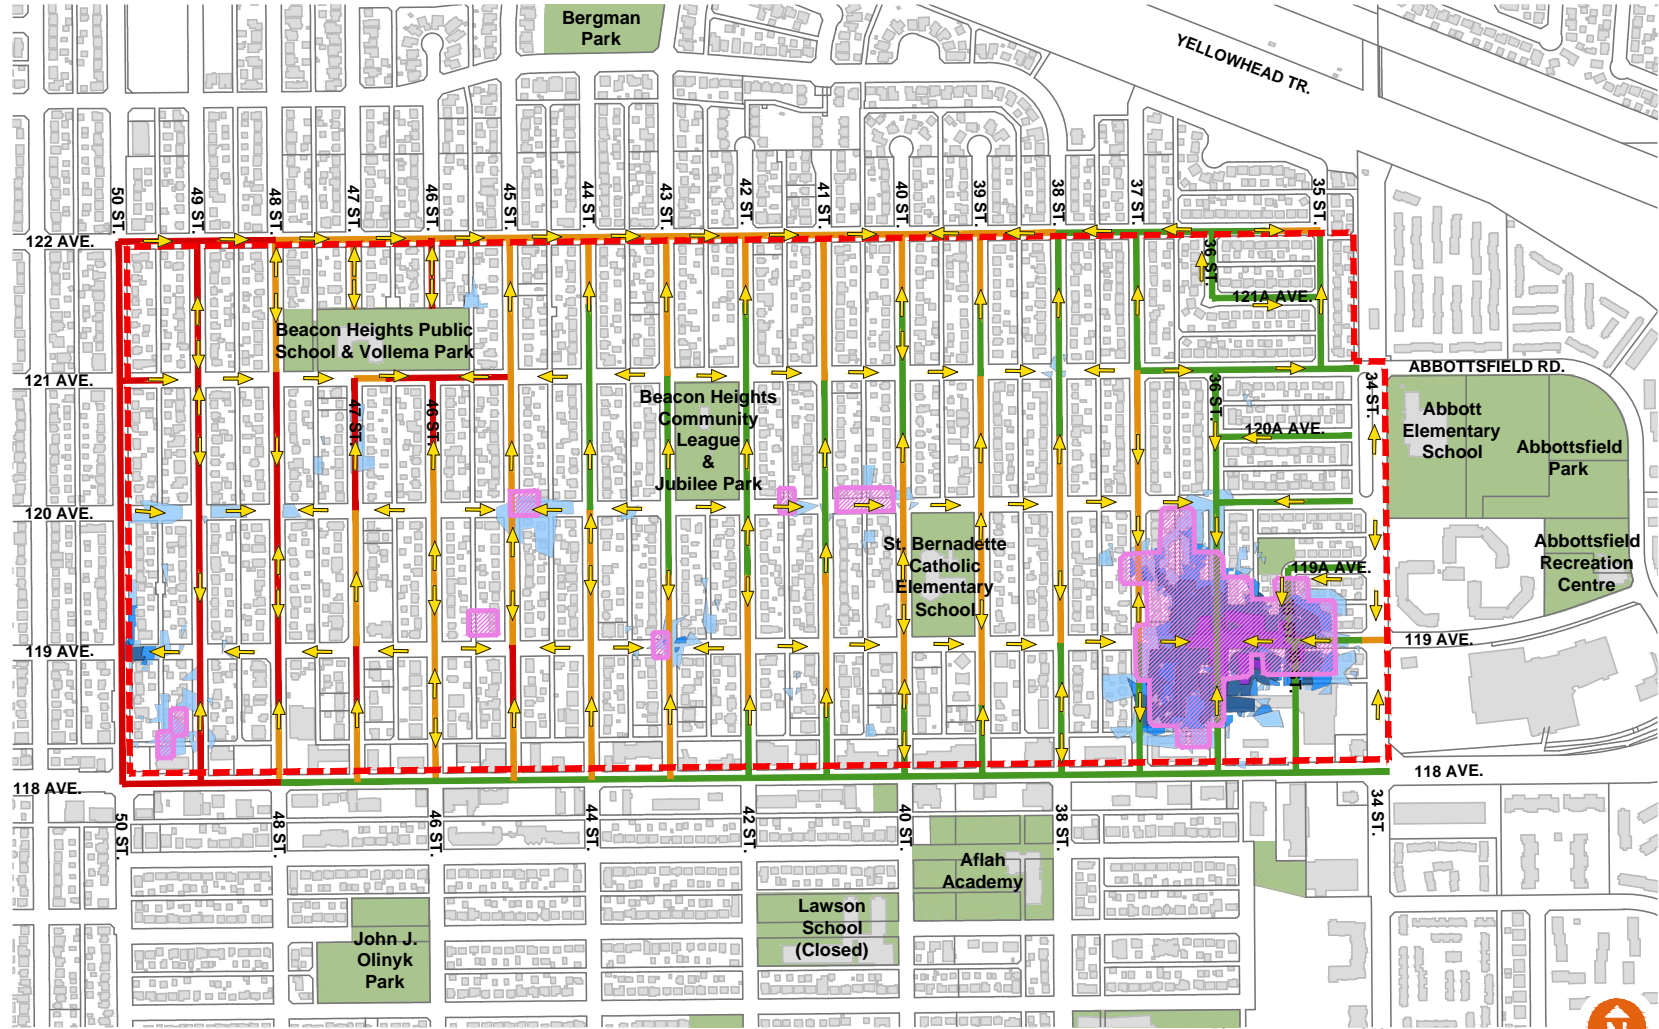 Bergman
Park
YELLOWHEAD TR.
50 ST.
49 ST.
48 ST.
47 ST.
46 ST.
45 ST.
44 ST.
43 ST.
42 ST.
41 ST.
40 ST.
39 ST.
38 ST.
37 ST.
35 ST.
122 AVE.
36 ST.
121A AVE.
Beacon Heights Public
School & Vollema Park
121 AVE.
ABBOTTSFIELD RD.
34 ST.
36 ST.
47 ST.
46 ST.
Beacon Heights
Community
League
&
Jubilee Park
120A AVE.
Abbott
Elementary
School
Abbottsfield
Park
120 AVE.
St. Bernadette
Catholic
Elementary
School
Abbottsfield
Recreation
Centre
119A AVE.
119 AVE.
119 AVE.
118 AVE.
118 AVE.
50 ST.
48 ST.
46 ST.
44 ST.
42 ST.
40 ST.
38 ST.
34 ST.
Aflah
Academy
Lawson
School
(Closed)
John J.
Olinyk
Park